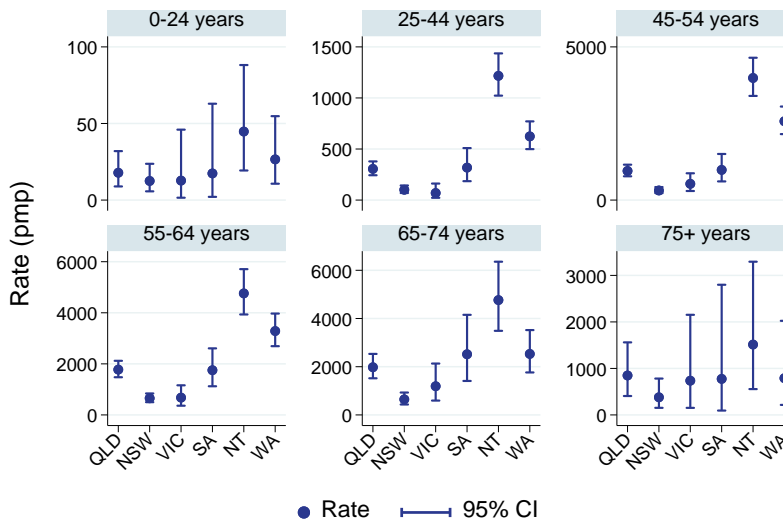 0-24 years
25-44 years
45-54 years
100
50
0
1500
1000
500
0
5000
0
Rate (pmp)
55-64 years
65-74 years
75+ years
6000
4000
2000
0
6000
4000
2000
0
3000
2000
1000
0
QLD NSW VIC SA NT WA
QLD NSW VIC SA NT WA
QLD NSW VIC SA NT WA
Rate 95% CI